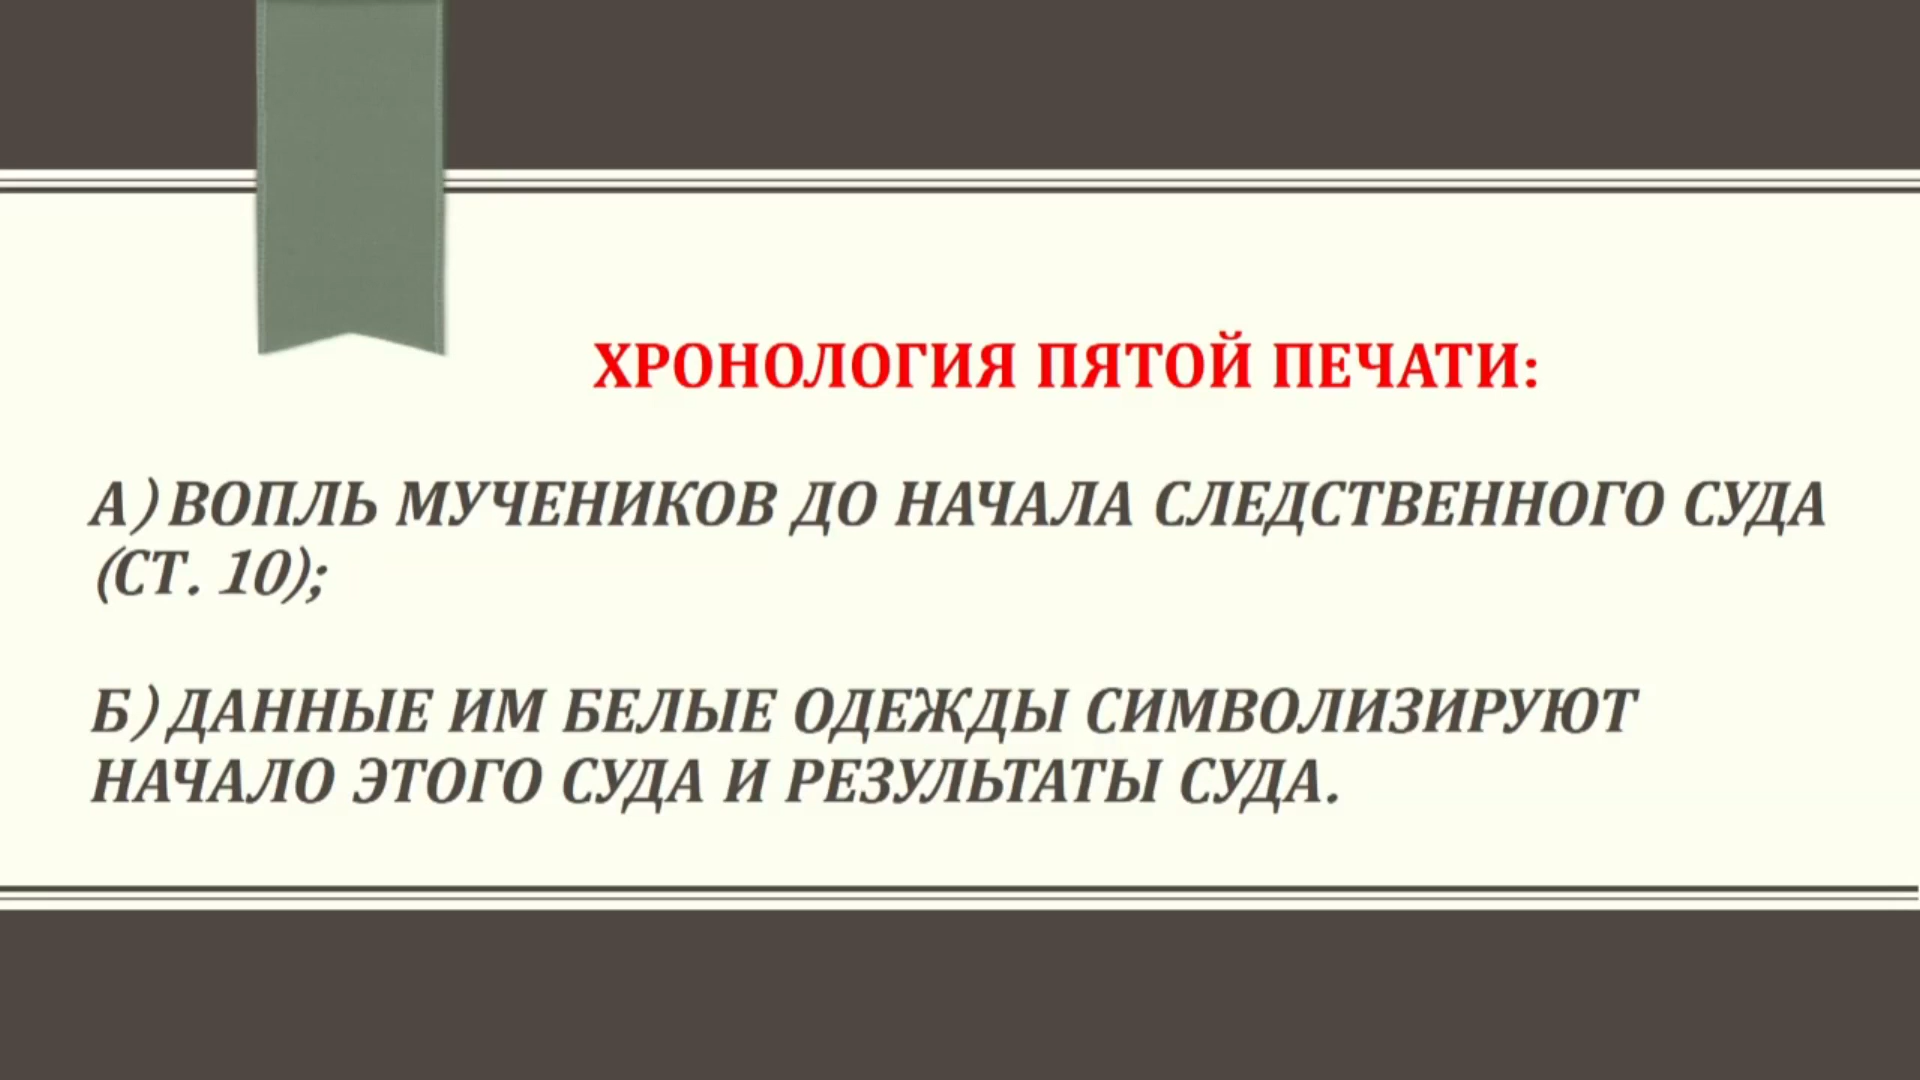 ХРОНОЛОГИЯ ПЯТОЙ ПЕЧАТИ:
А) ВОПЛЬ МУЧЕНИКОВ ДО НАЧАЛА СЛЕДСТВЕННОГО СУДА
(СТ. 10);
Б) ДАННЫЕ ИМ БЕЛЫЕ ОДЕЖДЫ СИМВОЛИЗИРУЮТ
НАЧАЛО ЭТОГО СУДА И РЕЗУЛЬТАТЫ СУДА.